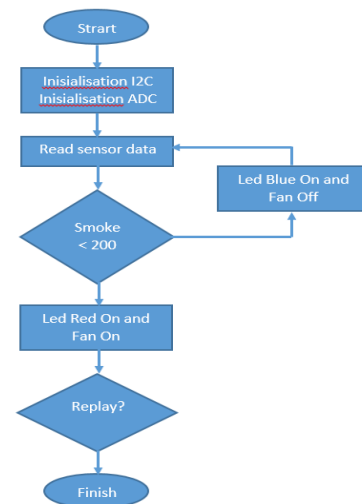 Strart
Inisialisation I2C
Inisialisation ADC
Read sensor data
Led Blue On and
Fan Off
Smoke
< 200
Led Red On and
Fan On
Replay?
Finish